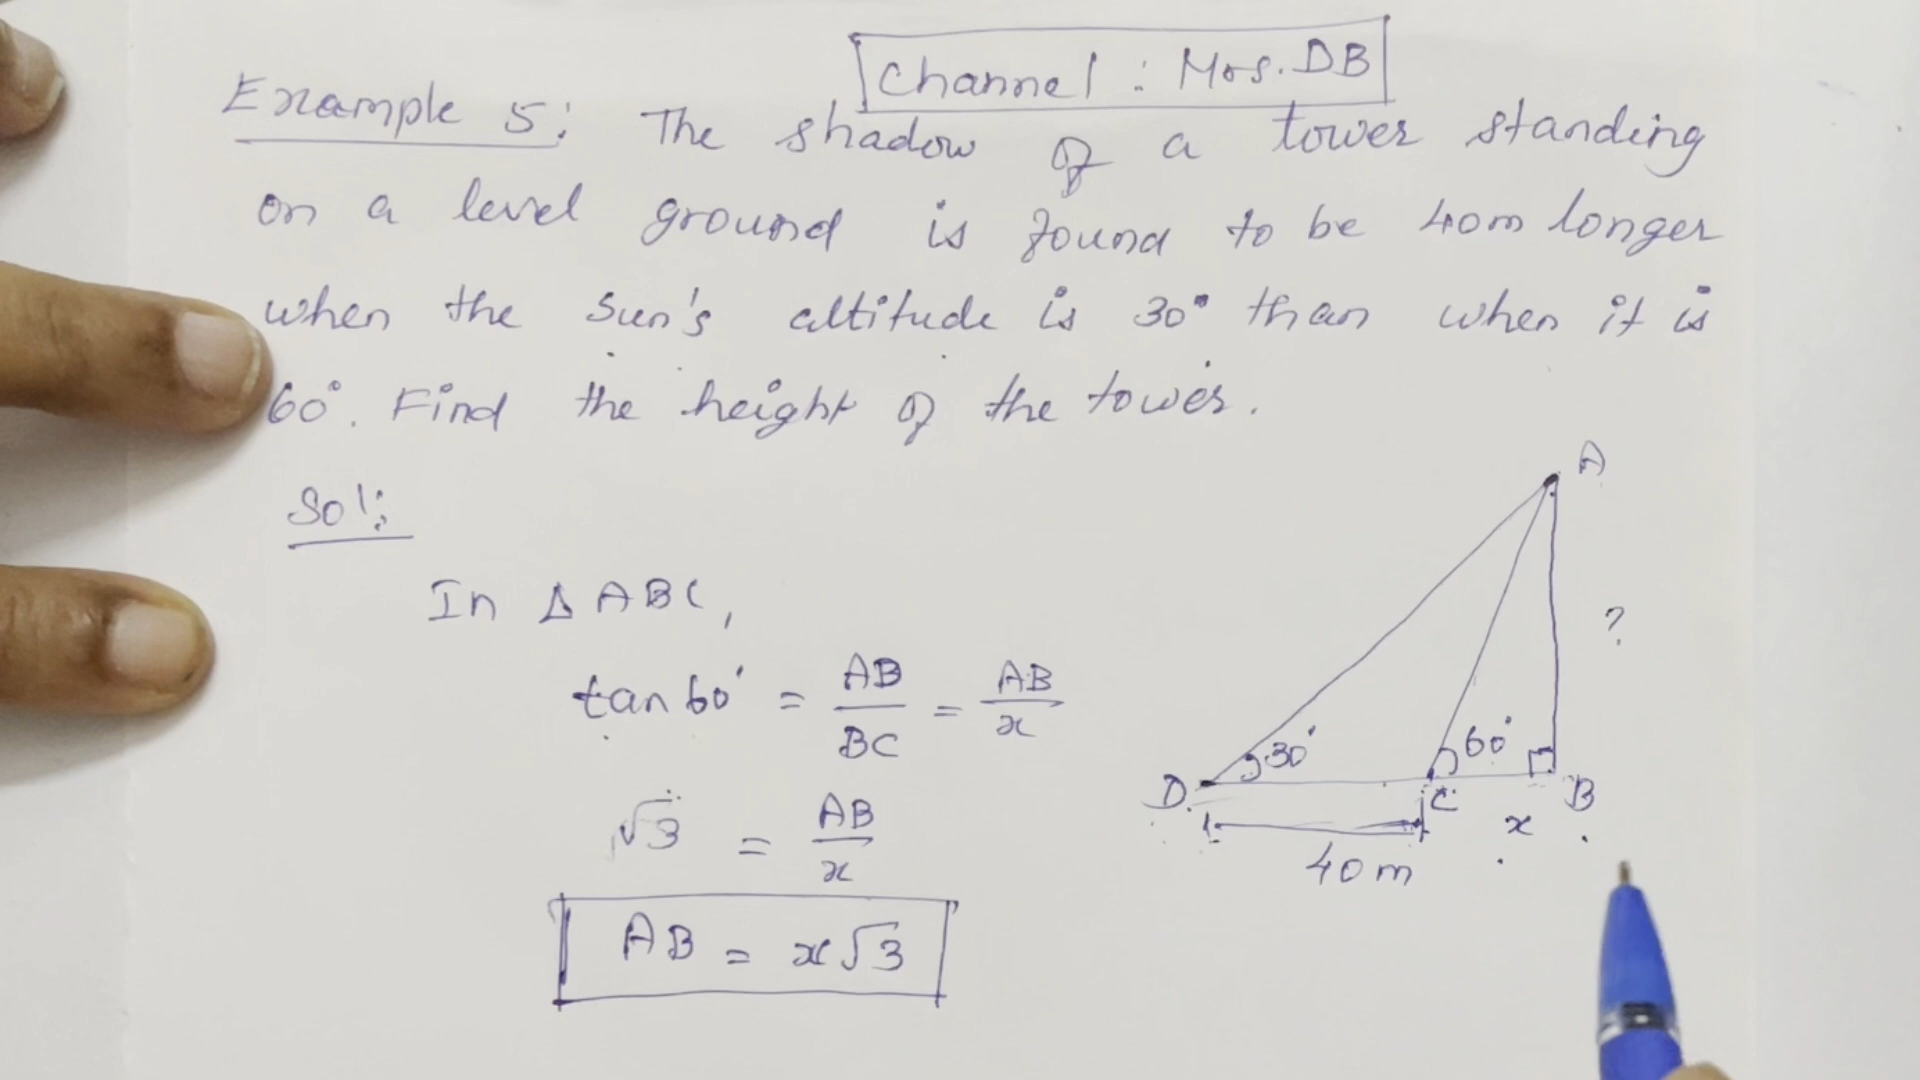 Channel : Mrs. DB
Example 5: The shadow of a tower standing
on a level ground is found to be 40m longer
when the Sun's altitude is 30° than when it is
60°. Find the height of the tower.
Sol:
In Δ ABC,
tan 60° = AB/BC = AB/x
√3 = AB/x
AB = x√3
A
?
30°
60°
D
C
B
x
40 m